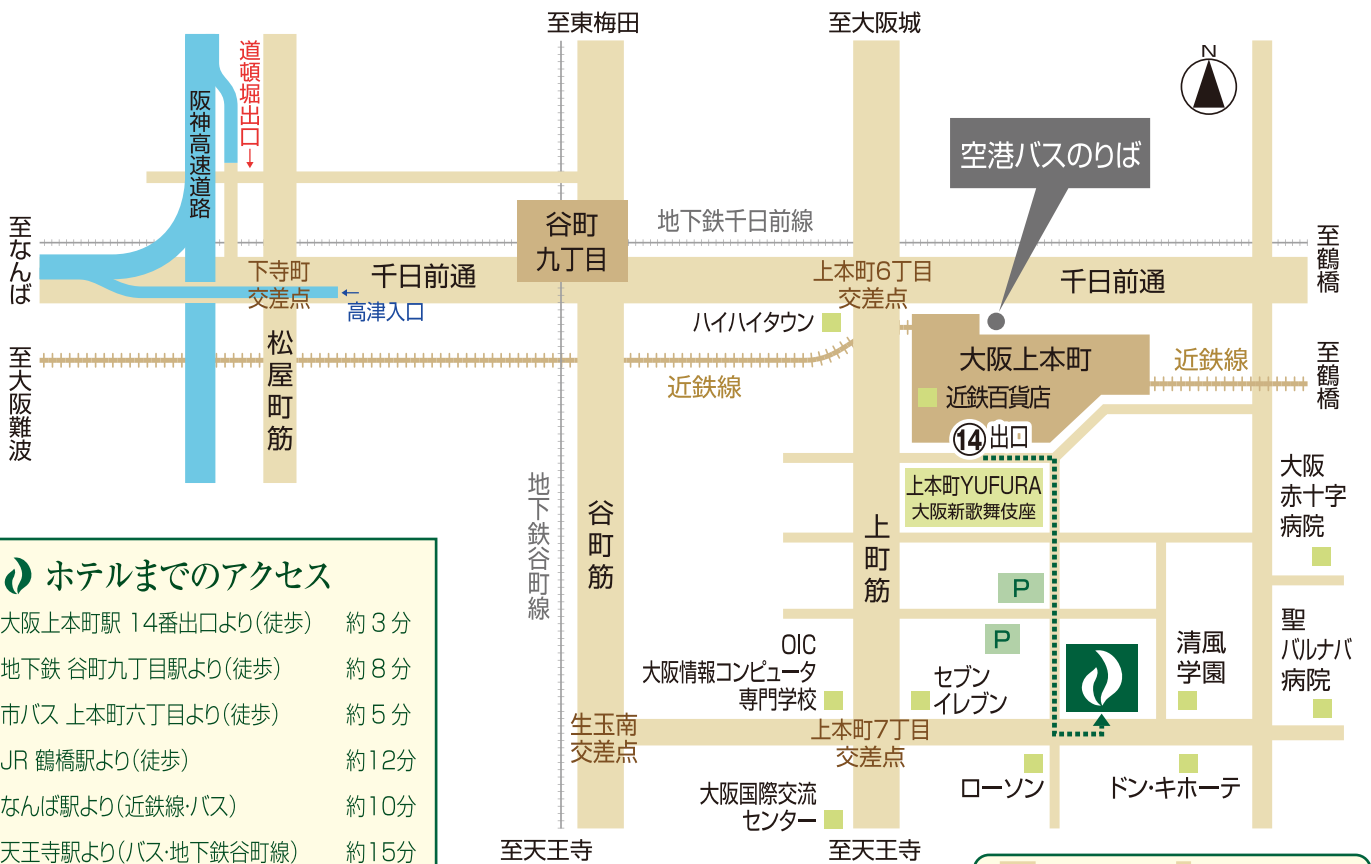 至東梅田
至大阪城
道頓堀出口
↓
阪神高速道路
N
空港バスのりば
至なんば
谷町
九丁目
地下鉄千日前線
至鶴橋
下寺町
交差点
千日前通
上本町6丁目
交差点
千日前通
←高津入口
ハイハイタウン
松屋町筋
至大阪難波
近鉄線
大阪上本町
近鉄百貨店
近鉄線
至鶴橋
⑭出口
上本町YUFURA
大阪新歌舞伎座
大阪
赤十字
病院
地下鉄谷町線
谷町筋
上町筋
P
P
OIC
大阪情報コンピュータ
専門学校
セブン
イレブン
清風
学園
聖
バルナバ
病院
生玉南
交差点
上本町7丁目
交差点
ローソン
ドン・キホーテ
大阪国際交流
センター
至天王寺
至天王寺
ホテルまでのアクセス
大阪上本町駅 14番出口より(徒歩) 約3分
地下鉄 谷町九丁目駅より(徒歩) 約8分
市バス 上本町六丁目より(徒歩) 約5分
JR 鶴橋駅より(徒歩) 約12分
なんば駅より(近鉄線・バス) 約10分
天王寺駅より(バス・地下鉄谷町線) 約15分